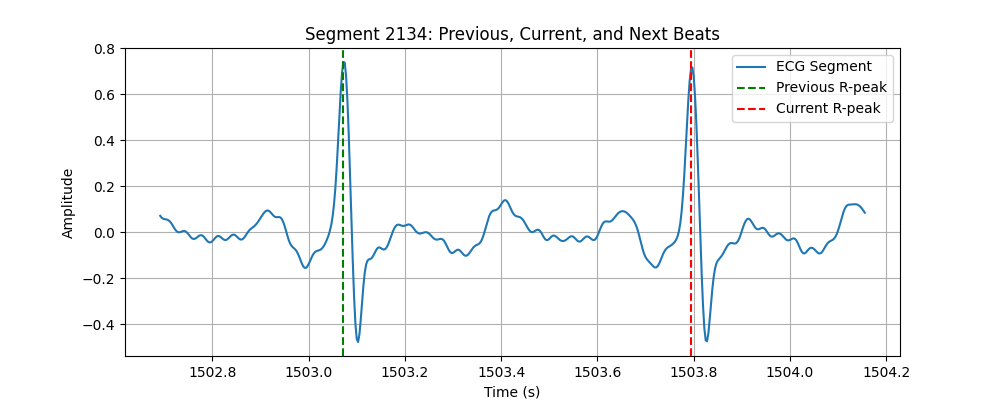 Segment 2134: Previous, Current, and Next Beats
ECG Segment
Previous R-peak
Current R-peak
Amplitude
0.8
0.6
0.4
0.2
0.0
−0.2
−0.4
1502.8 1503.0 1503.2 1503.4 1503.6 1503.8 1504.0 1504.2
Time (s)